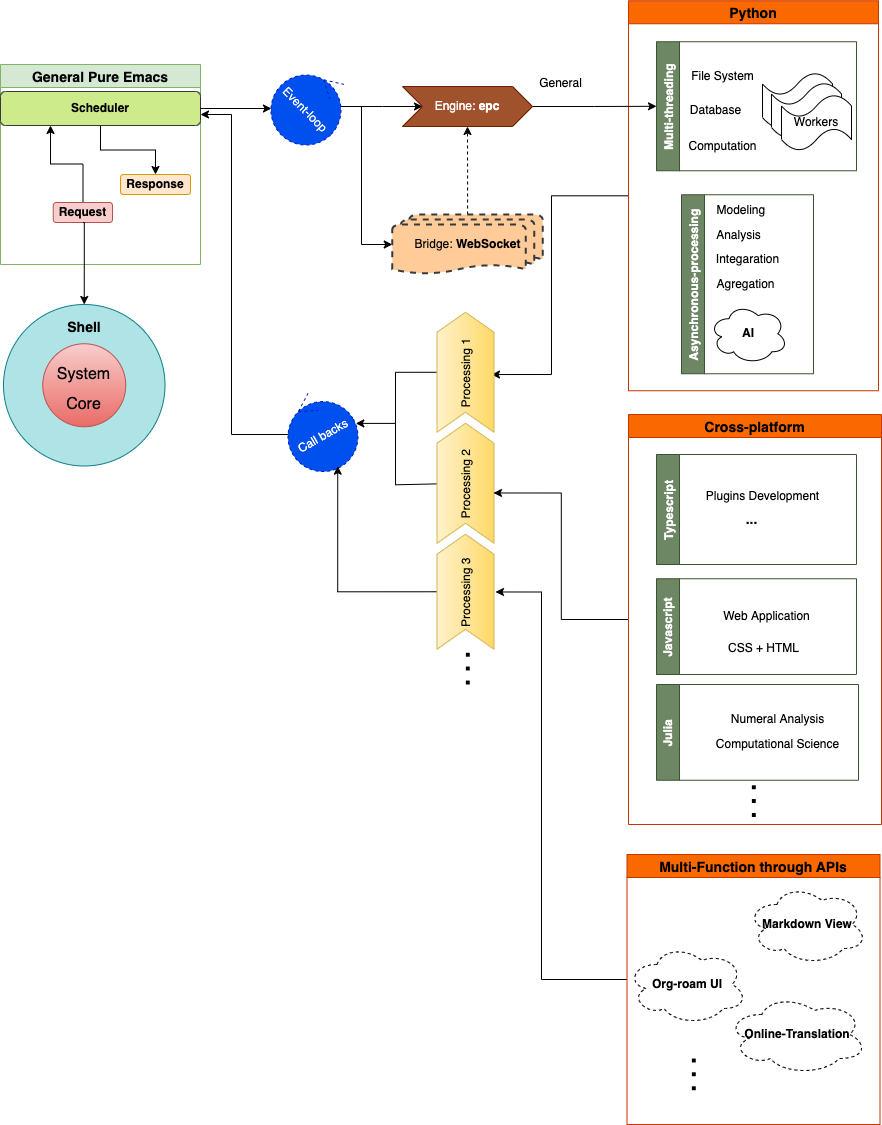 General Pure Emacs
Scheduler
Response
Request
Shell
System
Core
Event-loop
Engine: epc
General
Bridge: WebSocket
Python
Multi-threading
File System
Database
Computation
Workers
Asynchronous-processing
Modeling
Analysis
Integaration
Agregation
AI
Processing 1
Processing 2
Processing 3
Call backs
Cross-platform
Typescript
Plugins Development
...
Javascript
Web Application
CSS + HTML
Julia
Numeral Analysis
Computational Science
Multi-Function through APIs
Markdown View
Org-roam UI
Online-Translation